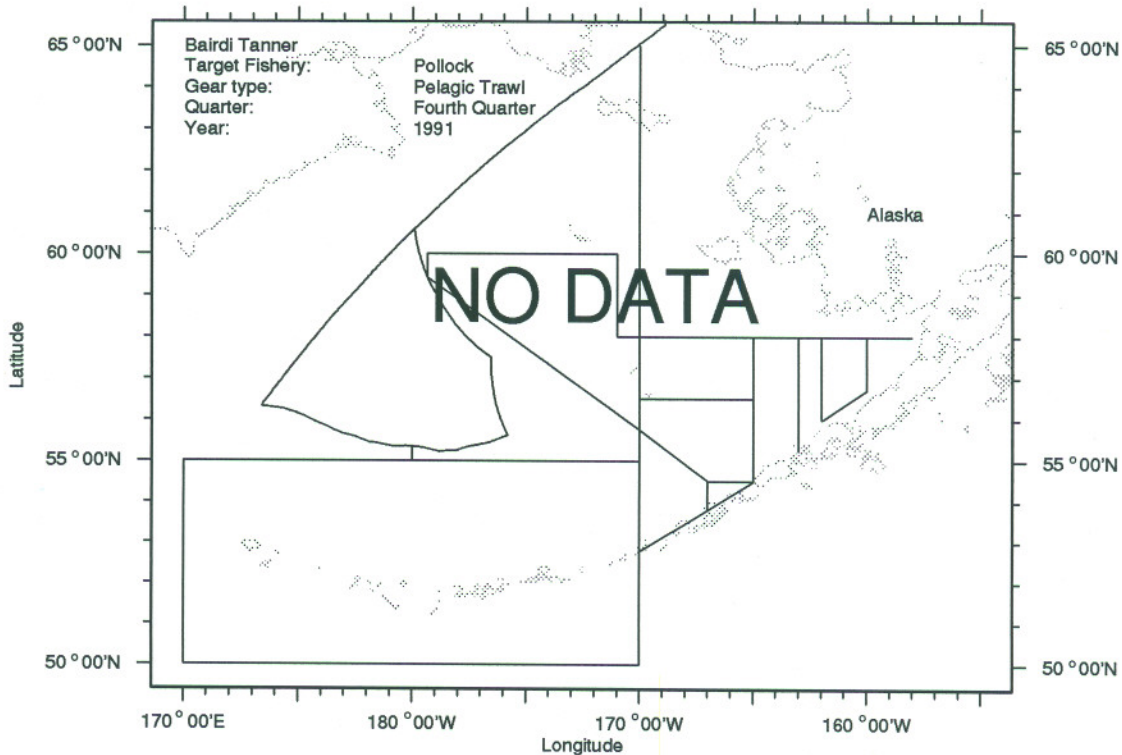 Bairdi Tanner
Target Fishery: Pollock
Gear type: Pelagic Trawl
Quarter: Fourth Quarter
Year: 1991
65°00'N
65°00'N
Alaska
60°00'N
60°00'N
NO DATA
Latitude
55°00'N
55°00'N
50°00'N
50°00'N
170°00'E
180°00'W
170°00'W
160°00'W
Longitude